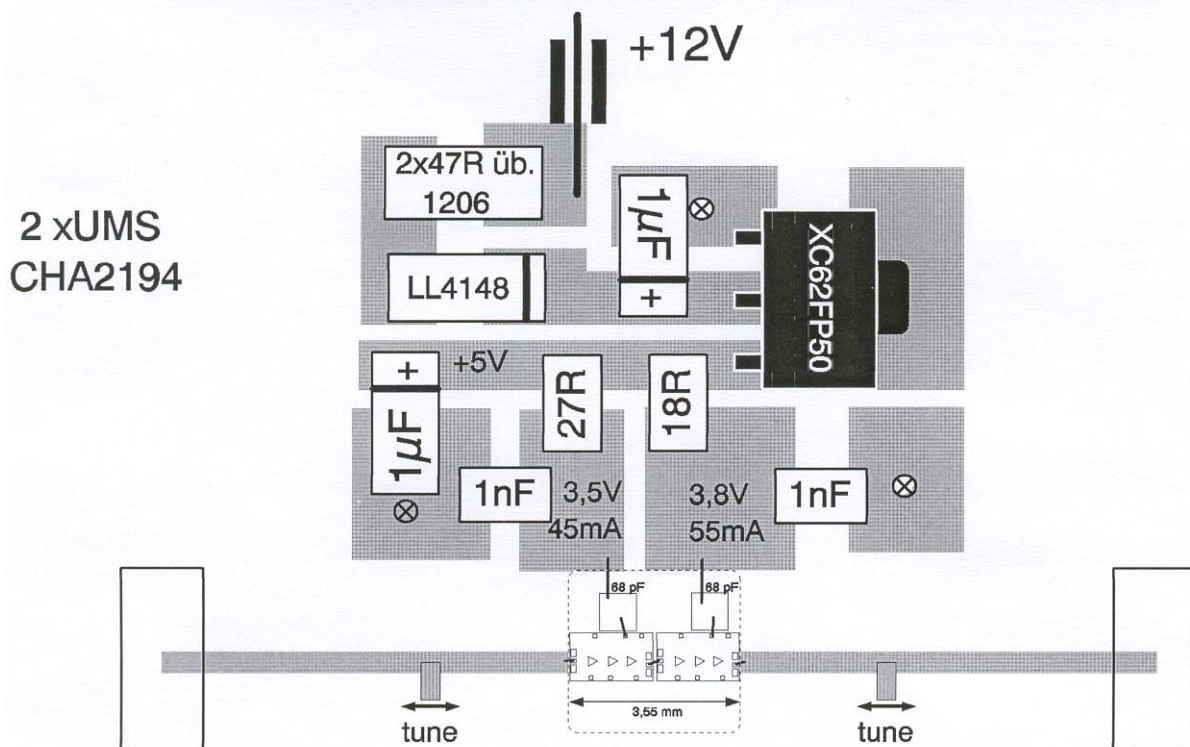 +12V
2x47R üb.
1206
1µF
+
XC62FP50
2 xUMS
CHA2194
LL4148
+
+5V
1µF
27R
18R
1nF
3,5V
45mA
3,8V
55mA
1nF
68 pF
68 pF
3,55 mm
tune
tune